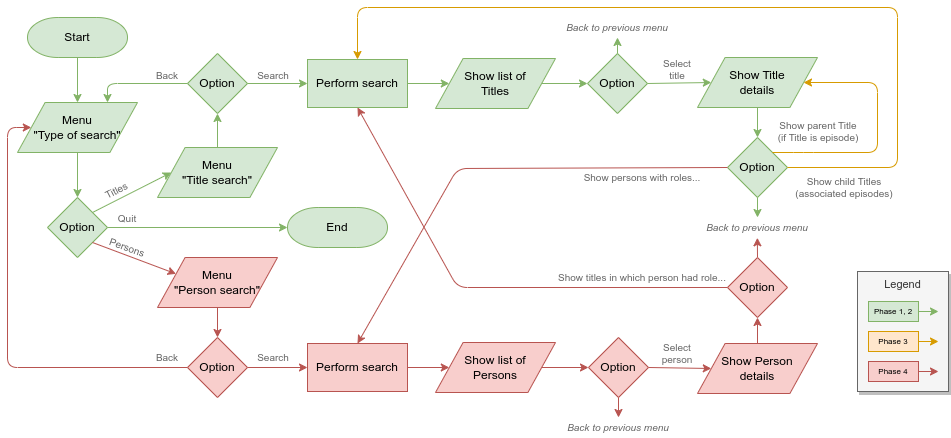 Start
Back to previous menu
Back
Option
Search
Perform search
Show list of
Titles
Option
Select
title
Show Title
details
Menu
"Type of search"
Menu
"Title search"
Show parent Title
(if Title is episode)
Option
Show persons with roles...
Show child Titles
(associated episodes)
Titles
Quit
Option
End
Back to previous menu
Persons
Menu
"Person search"
Show titles in which person had role...
Option
Legend
Phase 1, 2
Phase 3
Phase 4
Back
Option
Search
Perform search
Show list of
Persons
Option
Select
person
Show Person
details
Back to previous menu